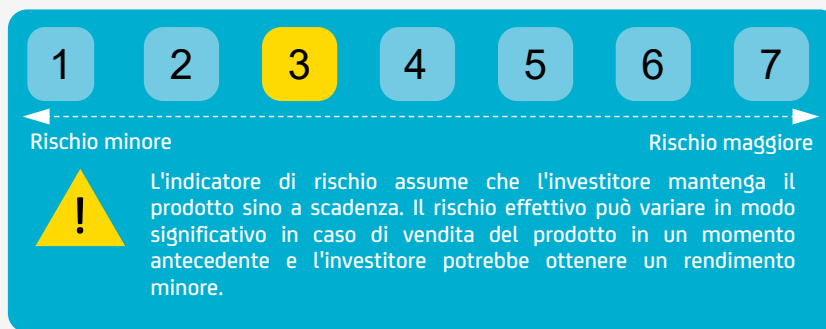 1 2 3 4 5 6 7
Rischio minore Rischio maggiore
! L'indicatore di rischio assume che l'investitore mantenga il
prodotto sino a scadenza. Il rischio effettivo può variare in modo
significativo in caso di vendita del prodotto in un momento
antecedente e l'investitore potrebbe ottenere un rendimento
minore.